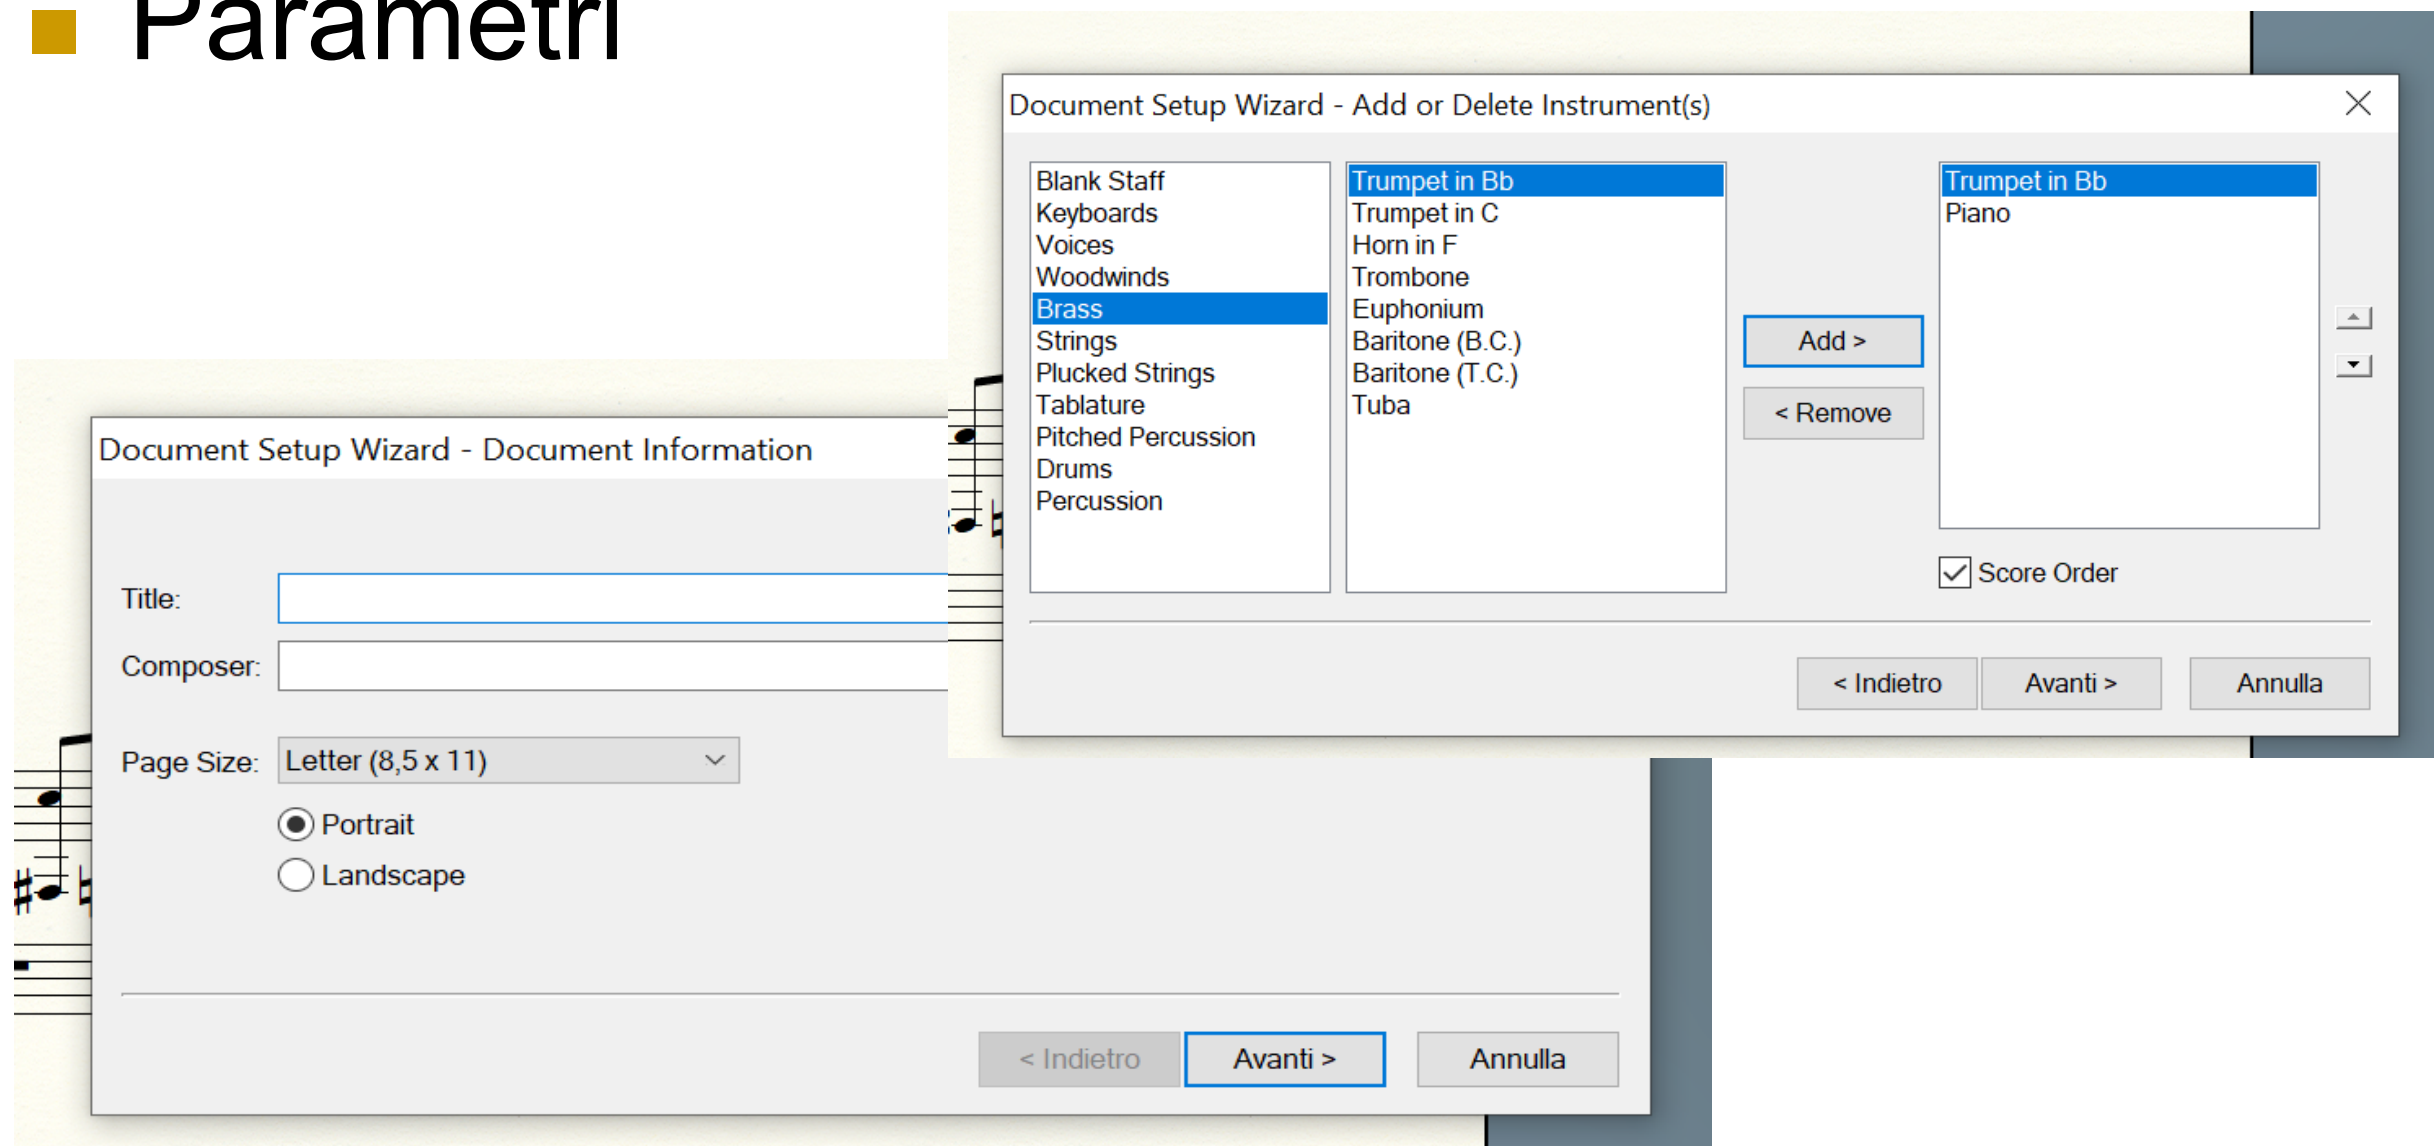 Parametri
Document Setup Wizard - Add or Delete Instrument(s)
Blank Staff
Keyboards
Voices
Woodwinds
Brass
Strings
Plucked Strings
Tablature
Pitched Percussion
Drums
Percussion
Trumpet in Bb
Trumpet in C
Horn in F
Trombone
Euphonium
Baritone (B.C.)
Baritone (T.C.)
Tuba
Add >
< Remove
Trumpet in Bb
Piano
Score Order
< Indietro
Avanti >
Annulla
Document Setup Wizard - Document Information
Title:
Composer:
Page Size:
Letter (8,5 x 11)
Portrait
Landscape
< Indietro
Avanti >
Annulla